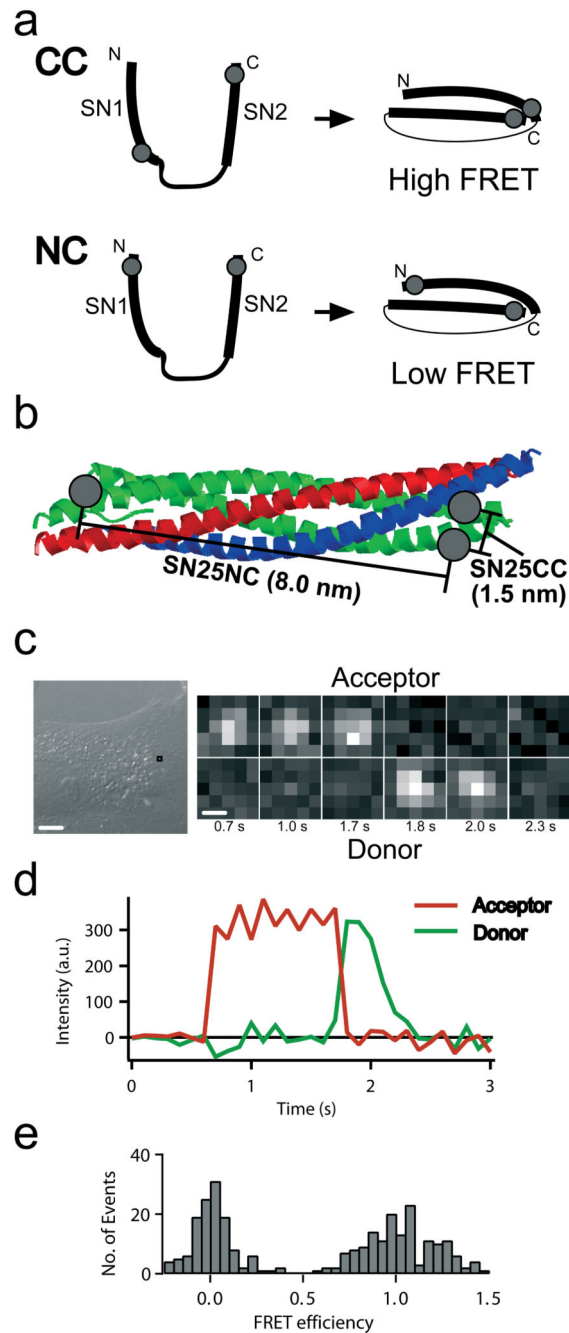 a
CC
N
SN1
C
SN2
N
C
High FRET
NC
N
SN1
C
SN2
N
C
Low FRET
b
SN25NC (8.0 nm)
SN25CC
(1.5 nm)
c
Acceptor
0.7 s 1.0 s 1.7 s 1.8 s 2.0 s 2.3 s
Donor
d
Acceptor
Donor
300
200
100
0
Intensity (a.u.)
0 1 2 3
Time (s)
e
40
20
0
No. of Events
0.0 0.5 1.0 1.5
FRET efficiency